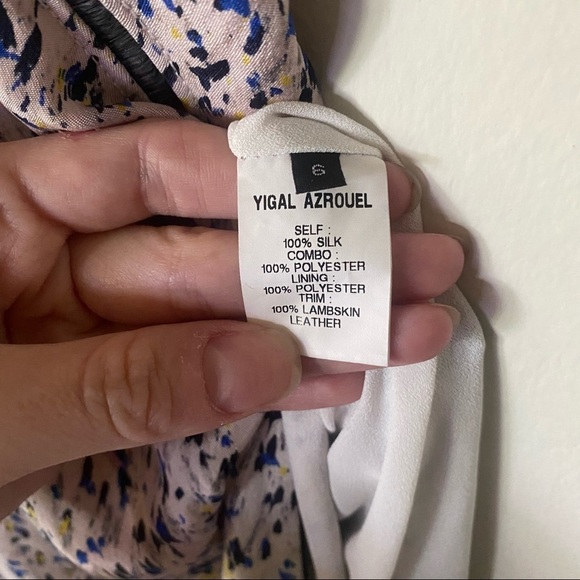 6
YIGAL AZROUEL
SELF :
100% SILK
COMBO :
100% POLYESTER
LINING :
100% POLYESTER
TRIM :
100% LAMBSKIN
LEATHER